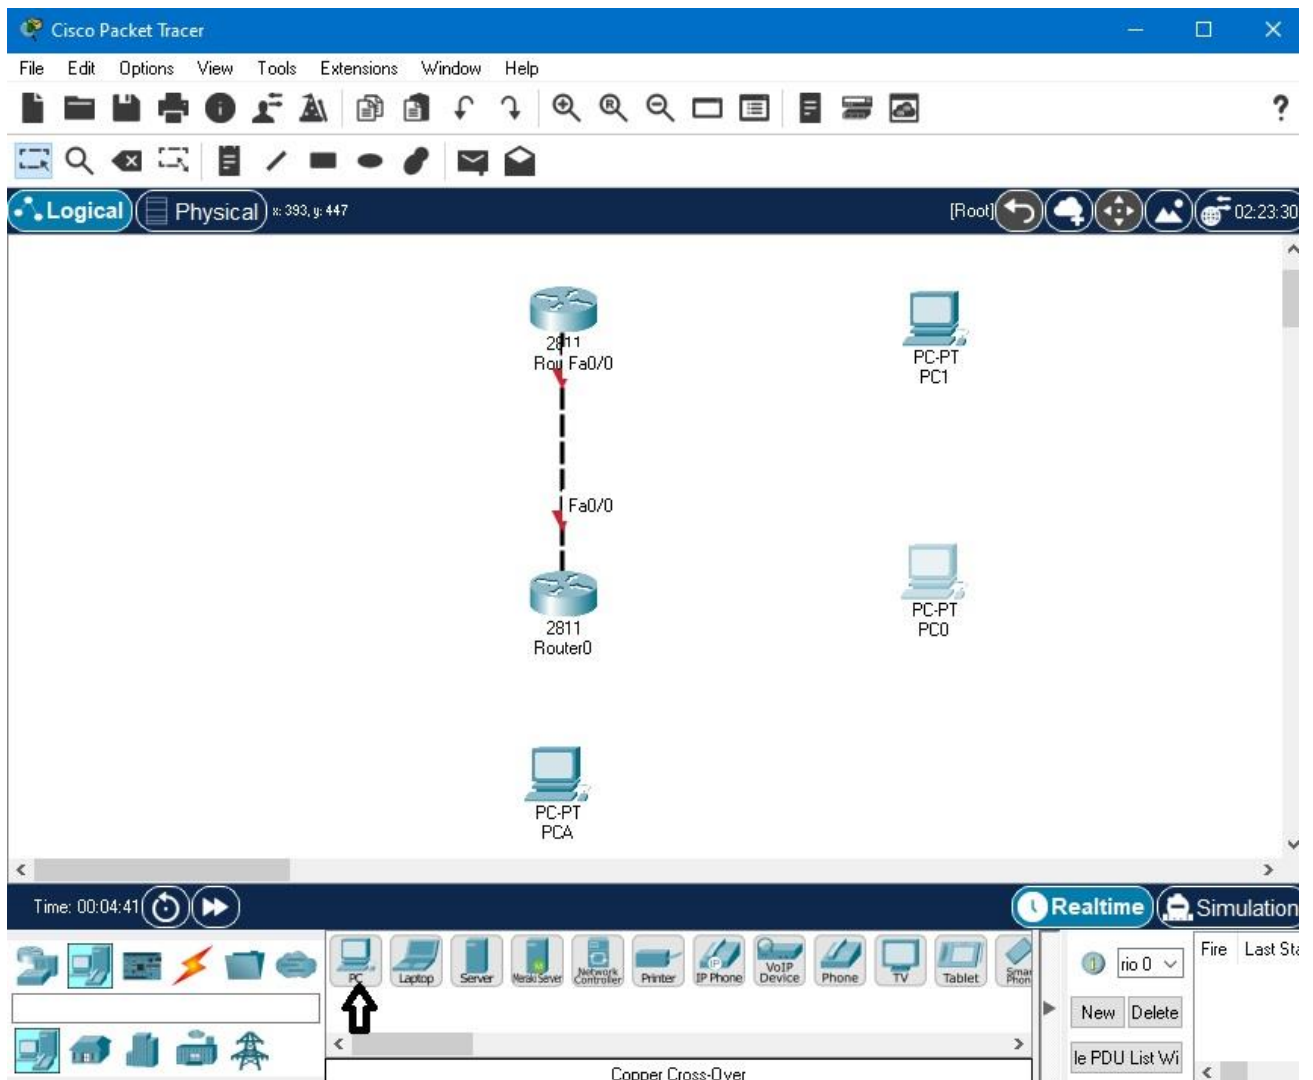 Cisco Packet Tracer
File Edit Options View Tools Extensions Window Help
?
Logical Physical x: 393, y: 447 [Root] 02:23:30
2811
Fa0/0
PC-PT
PC1
Fa0/0
2811
Router0
PC-PT
PC0
PC-PT
PCA
Time: 00:04:41 Realtime Simulation
PC Laptop Server Meraki Server Network Controller Printer IP Phone VoIP Device Phone TV Tablet
rio 0 Fire Last Sta
New Delete
le PDU List Wi
Copper Cross-Over